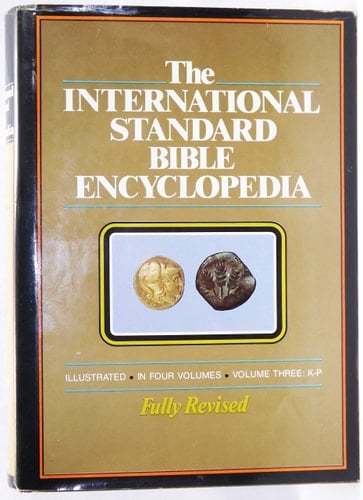 The
INTERNATIONAL
STANDARD
BIBLE
ENCYCLOPEDIA
ILLUSTRATED • IN FOUR VOLUMES • VOLUME THREE: K-P
Fully Revised